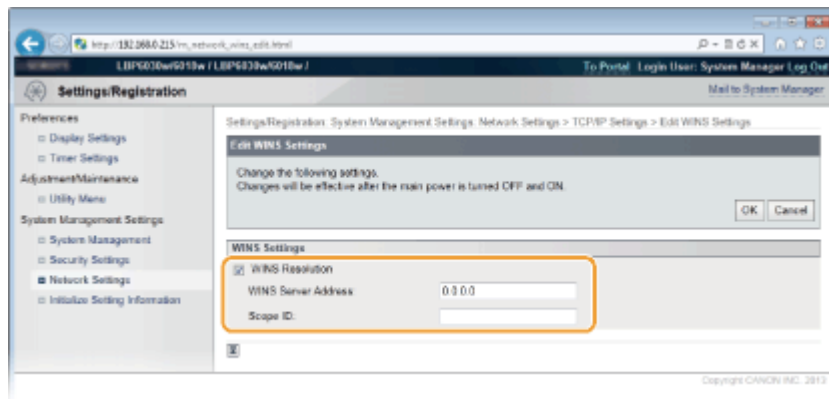 http://192.168.0.215/m_network_wins_edit.html
LBP6030w/6018w / LBP6030w/6018w /
To Portal Login User: System Manager Log Out
Settings/Registration
Mail to System Manager
Preferences
Display Settings
Timer Settings
Adjustment/Maintenance
Utility Menu
System Management Settings
System Management
Security Settings
Network Settings
Initialize Setting Information
Settings/Registration: System Management Settings: Network Settings > TCP/IP Settings > Edit WINS Settings
Edit WINS Settings
Change the following settings.
Changes will be effective after the main power is turned OFF and ON.
OK Cancel
WINS Settings
WINS Resolution
WINS Server Address: 0.0.0.0
Scope ID:
Copyright CANON INC. 2013